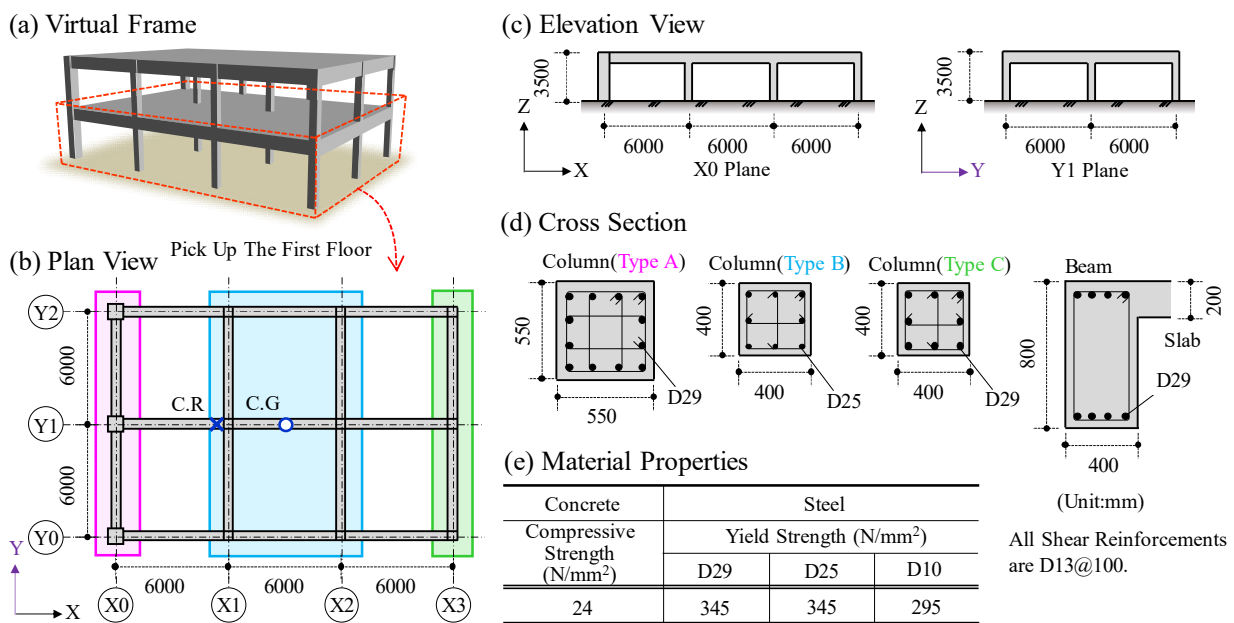 (a) Virtual Frame
Pick Up The First Floor
(b) Plan View
Y2
Y1
Y0
6000
6000
C.R
C.G
Y
X
6000
6000
6000
X0
X1
X2
X3
(c) Elevation View
3500
Z
X
6000
6000
6000
X0 Plane
3500
Z
Y
6000
6000
Y1 Plane
(d) Cross Section
Column(Type A)
550
550
D29
Column(Type B)
400
400
D25
Column(Type C)
400
400
D29
Beam
800
400
200
Slab
D29
(Unit:mm)
All Shear Reinforcements
are D13@100.
(e) Material Properties
Concrete
Steel
Compressive
Strength
(N/mm²)
Yield Strength (N/mm²)
D29
D25
D10
24
345
345
295